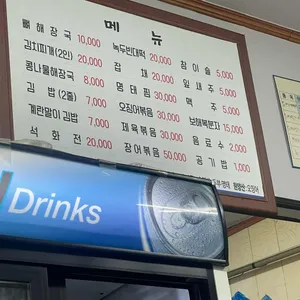 메 뉴
뼈 해 장 국 10,000
김치찌개(2인) 20,000
콩나물해장국 8,000
김 밥 (2줄) 7,000
계란말이 김밥 7,000
석 화 전 20,000
녹두빈대떡 20,000
잡 채 20,000
명 태 찜 30,000
오징어볶음 30,000
제 육 볶 음 30,000
장 어 볶 음 50,000
참 이 슬 5,000
잎 새 주 5,000
맥 주 5,000
보해복분자 15,000
음 료 수 2,000
공 기 밥 1,000
Drinks